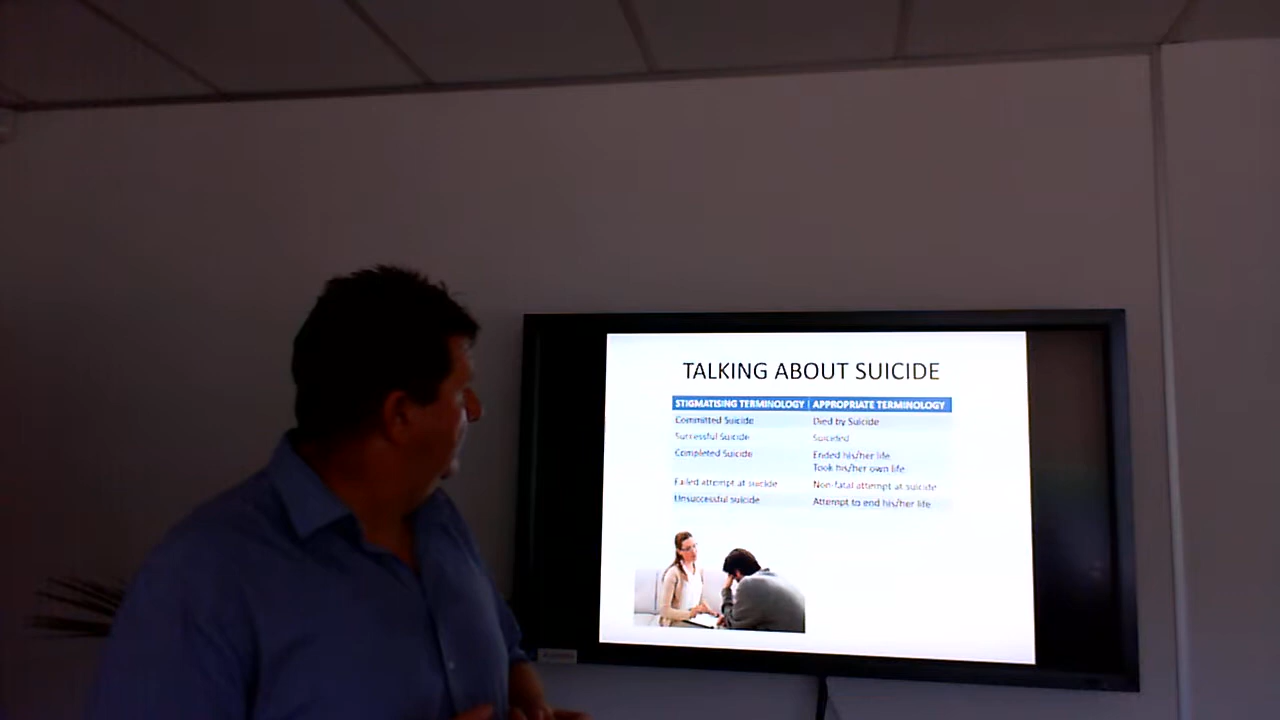 TALKING ABOUT SUICIDE
STIGMATISING TERMINOLOGY APPROPRIATE TERMINOLOGY
Committed Suicide Died by Suicide
Successful Suicide Suicided
Completed Suicide Ended his/her life
Took his/her own life
Failed attempt at suicide Non-fatal attempt at suicide
Unsuccessful suicide Attempt to end his/her life